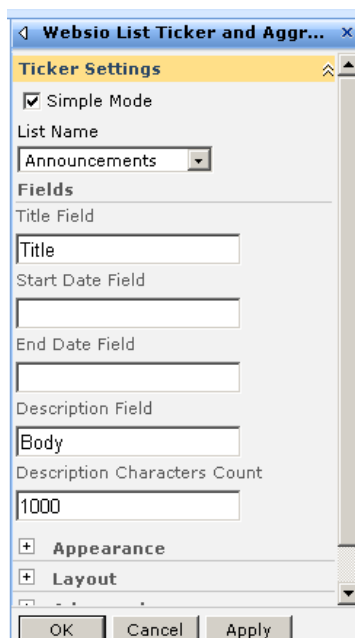 Websio List Ticker and Aggr...
Ticker Settings
Simple Mode
List Name
Announcements
Fields
Title Field
Title
Start Date Field
End Date Field
Description Field
Body
Description Characters Count
1000
Appearance
Layout
OK Cancel Apply